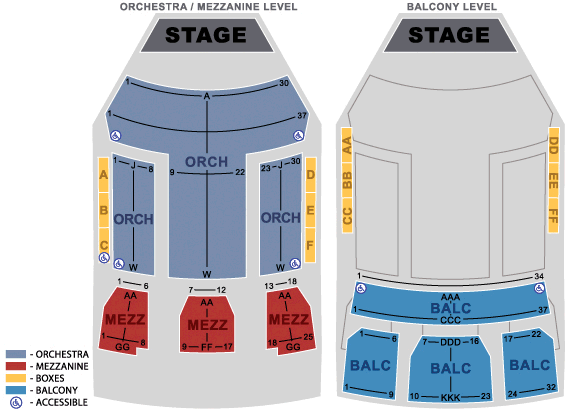 ORCHESTRA / MEZZANINE LEVEL
STAGE
1 A 30
1 37
ORCH
9 22
W
1 J 8
ORCH
W
23 J 30
ORCH
W
A
B
C
D
E
F
1 6
AA
MEZZ
1 8
GG
7 12
AA
MEZZ
9 FF 17
13 18
AA
MEZZ
18 25
GG
- ORCHESTRA
- MEZZANINE
- BOXES
- BALCONY
- ACCESSIBLE
BALCONY LEVEL
STAGE
AA
BB
CC
DD
EE
FF
1 34
AAA
BALC
1 CCC 37
1 6
BALC
1 9
7 DDD 16
BALC
10 KKK 23
17 22
BALC
24 32